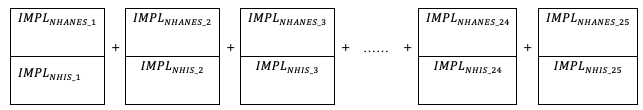 IMPL_NHANES_1 + IMPL_NHANES_2 + IMPL_NHANES_3 + ...... + IMPL_NHANES_24 + IMPL_NHANES_25
IMPL_NHIS_1 IMPL_NHIS_2 IMPL_NHIS_3 IMPL_NHIS_24 IMPL_NHIS_25